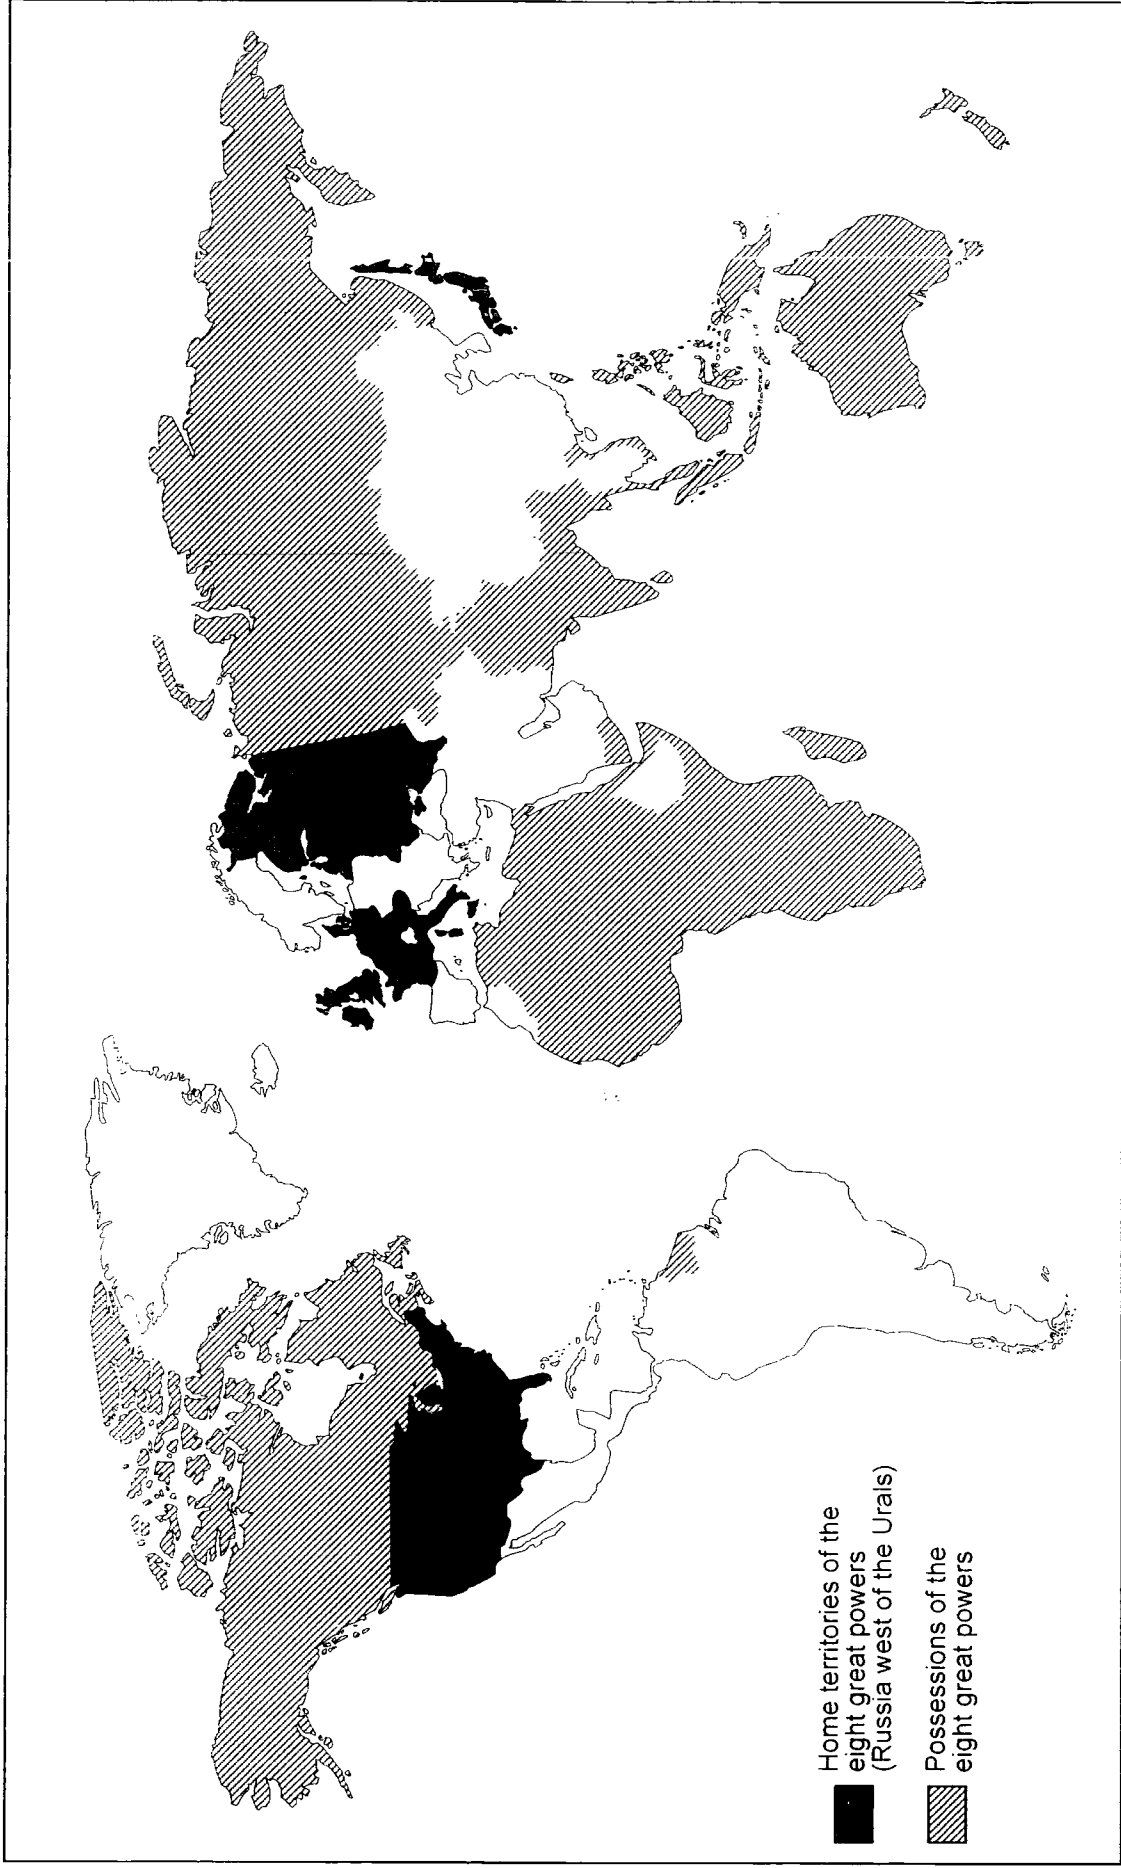 Home territories of the
eight great powers
(Russia west of the Urals)
Possessions of the
eight great powers